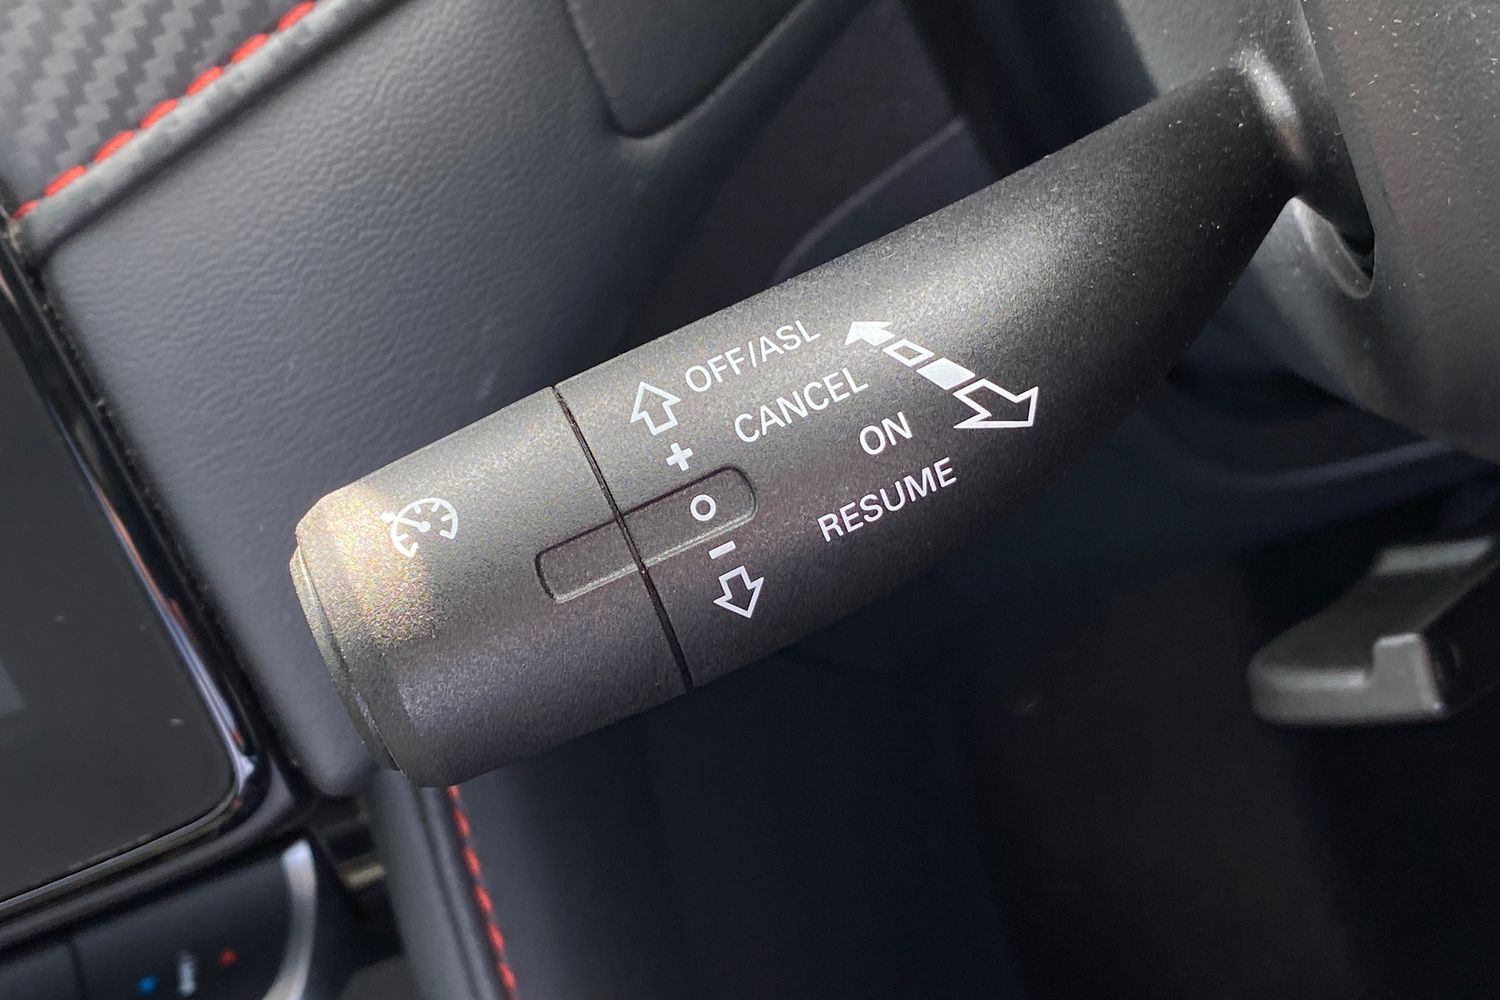 OFF/ASL
CANCEL
+
ON
O
RESUME
−